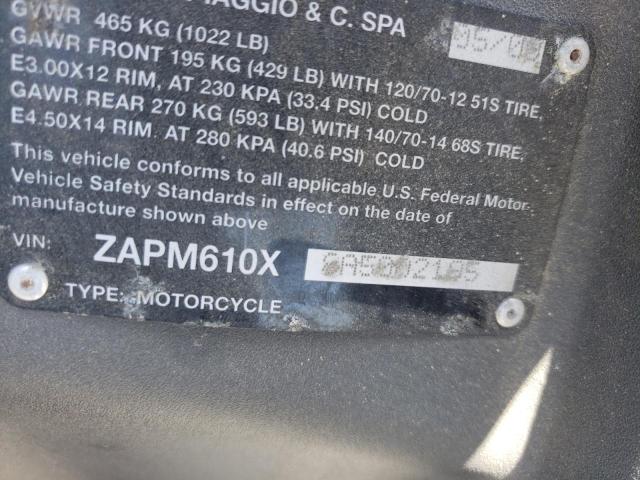 & C. SPA
GVWR 465 KG (1022 LB)
GAWR FRONT 195 KG (429 LB) WITH 120/70-12 51S TIRE,
E3.00X12 RIM, AT 230 KPA (33.4 PSI) COLD
GAWR REAR 270 KG (593 LB) WITH 140/70-14 68S TIRE,
E4.50X14 RIM AT 280 KPA (40.6 PSI) COLD
This vehicle conforms to all applicable U.S. Federal Motor
Vehicle Safety Standards in effect on the date of
manufacture shown above
VIN: ZAPM610X
TYPE: MOTORCYCLE